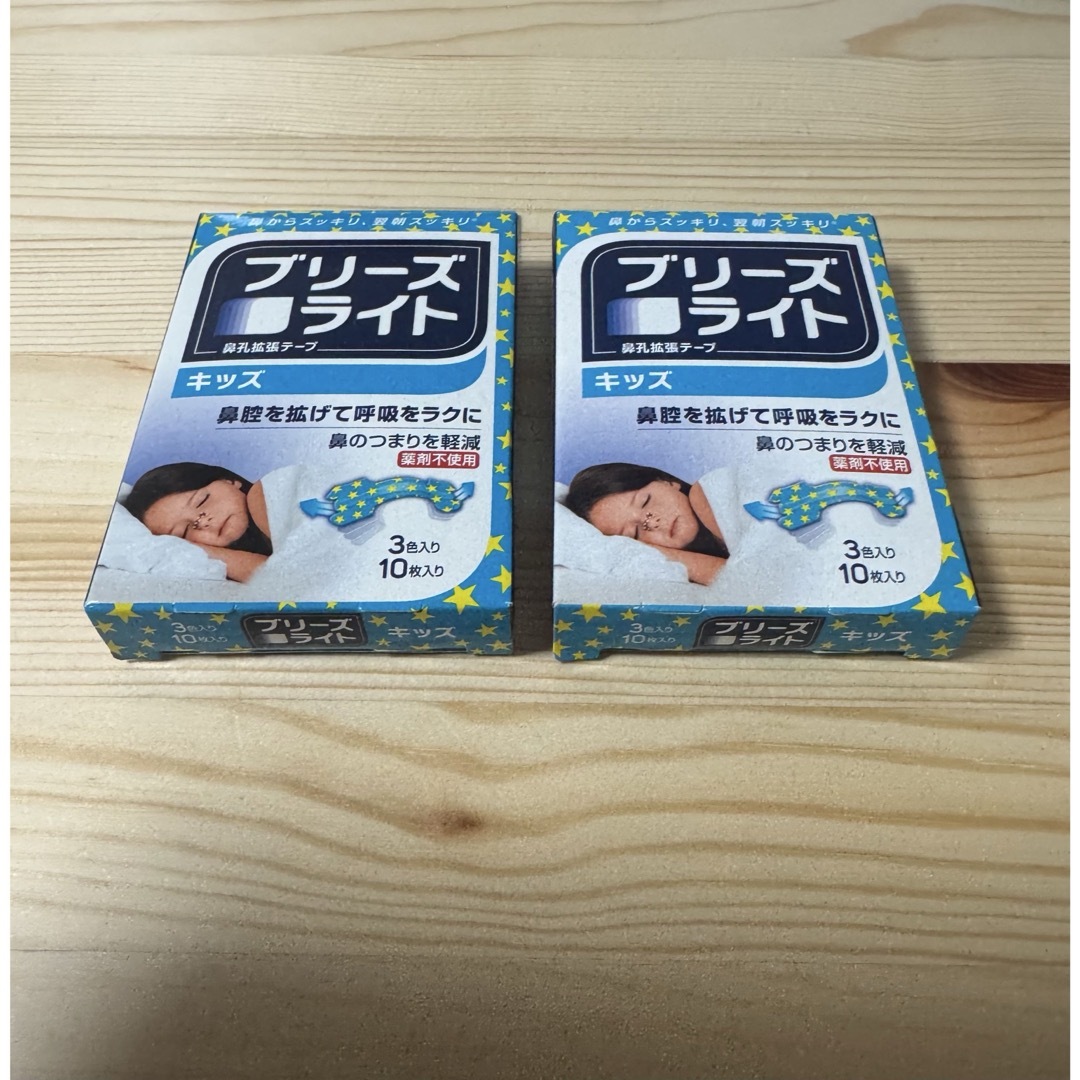 鼻からスッキリ、翌朝スッキリ
ブリーズ
ライト
鼻孔拡張テープ
キッズ
鼻腔を拡げて呼吸をラクに
鼻のつまりを軽減
薬剤不使用
3色入り
10枚入り
3色入り
10枚入り
ブリーズ
ライト
キッズ
鼻からスッキリ、翌朝スッキリ
ブリーズ
ライト
鼻孔拡張テープ
キッズ
鼻腔を拡げて呼吸をラクに
鼻のつまりを軽減
薬剤不使用
3色入り
10枚入り
3色入り
10枚入り
ブリーズ
ライト
キッズ